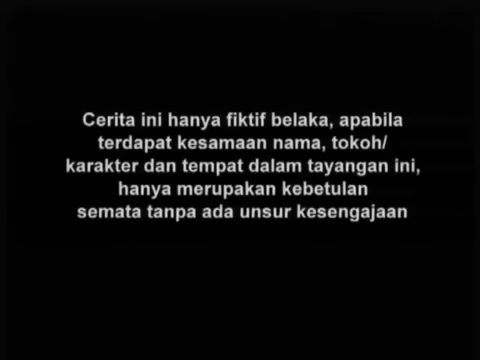 Cerita ini hanya fiktif belaka, apabila
terdapat kesamaan nama, tokoh/
karakter dan tempat dalam tayangan ini,
hanya merupakan kebetulan
semata tanpa ada unsur kesengajaan